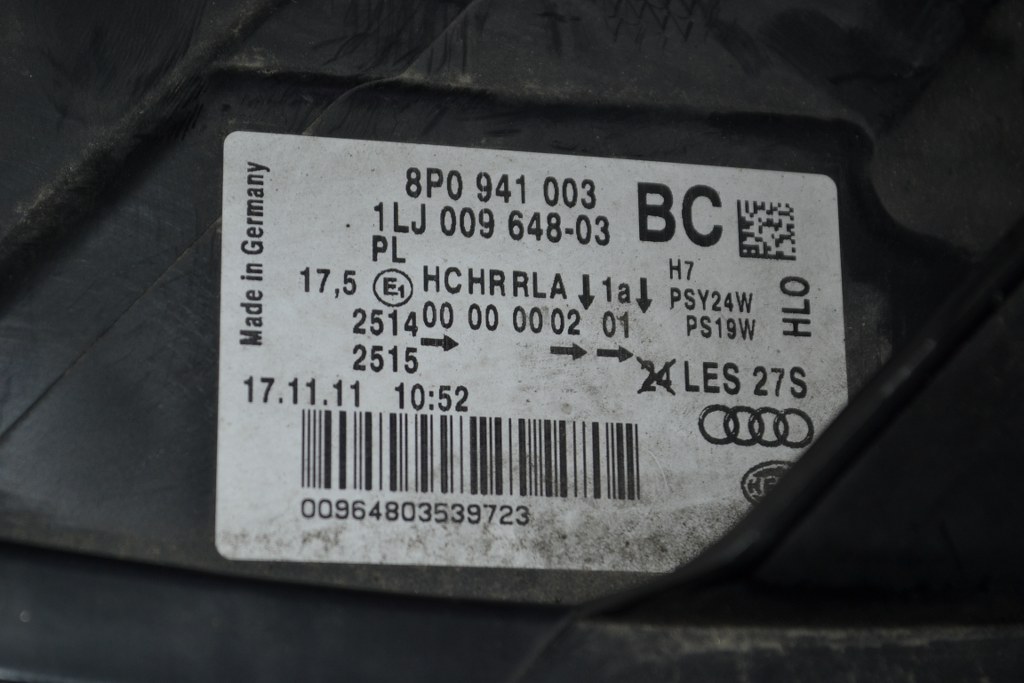 Made in Germany
8P0 941 003
BC
1LJ 009 648-03
PL
H7
17,5 E1 HCHRRLA ↓ 1a ↓
PSY24W
HLO
2514 00 00 00 02 01
PS19W
→ → →
2515
24 LES 27S
17.11.11 10:52
00964803539723